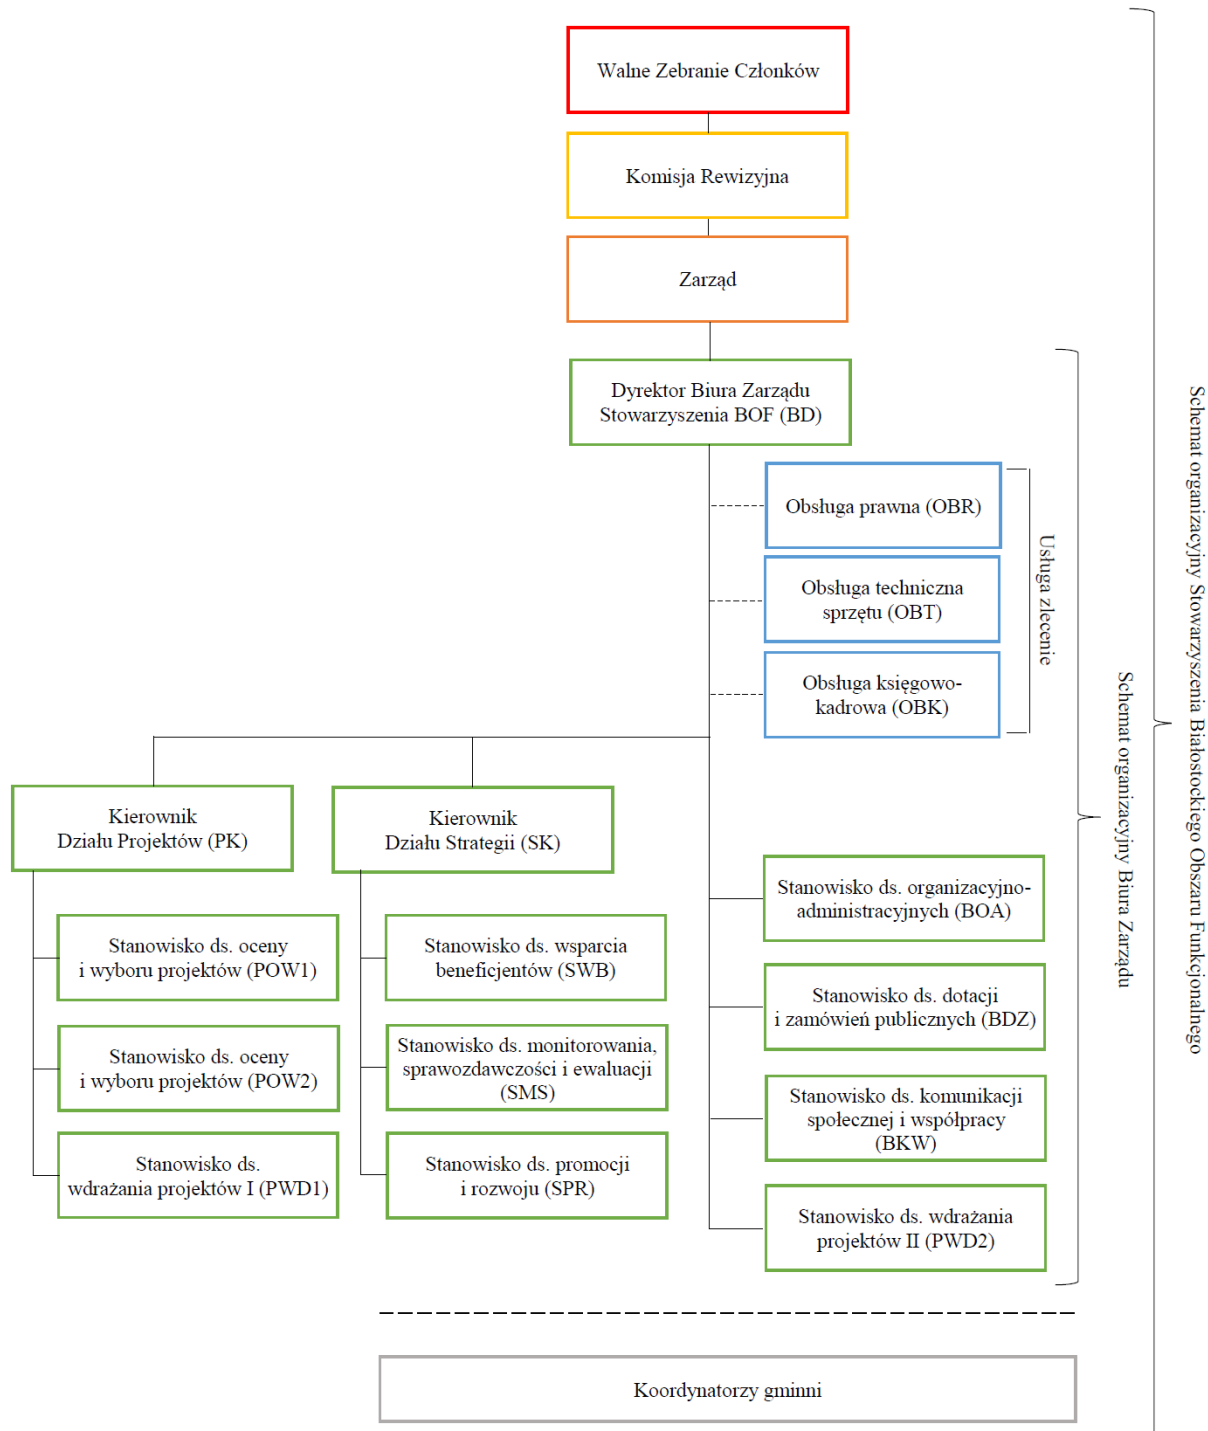 Walne Zebranie Członków
Komisja Rewizyjna
Zarząd
Dyrektor Biura Zarządu
Stowarzyszenia BOF (BD)
Obsługa prawna (OBR)
Obsługa techniczna
sprzętu (OBT)
Obsługa księgowo-
kadrowa (OBK)
Usługa zlecenie
Kierownik
Działu Projektów (PK)
Stanowisko ds. oceny
i wyboru projektów (POW1)
Stanowisko ds. oceny
i wyboru projektów (POW2)
Stanowisko ds.
wdrażania projektów I (PWD1)
Kierownik
Działu Strategii (SK)
Stanowisko ds. wsparcia
beneficjentów (SWB)
Stanowisko ds. monitorowania,
sprawozdawczości i ewaluacji
(SMS)
Stanowisko ds. promocji
i rozwoju (SPR)
Stanowisko ds. organizacyjno-
administracyjnych (BOA)
Stanowisko ds. dotacji
i zamówień publicznych (BDZ)
Stanowisko ds. komunikacji
społecznej i współpracy
(BKW)
Stanowisko ds. wdrażania
projektów II (PWD2)
Schemat organizacyjny Biura Zarządu
Schemat organizacyjny Stowarzyszenia Białostockiego Obszaru Funkcjonalnego
Koordynatorzy gminni